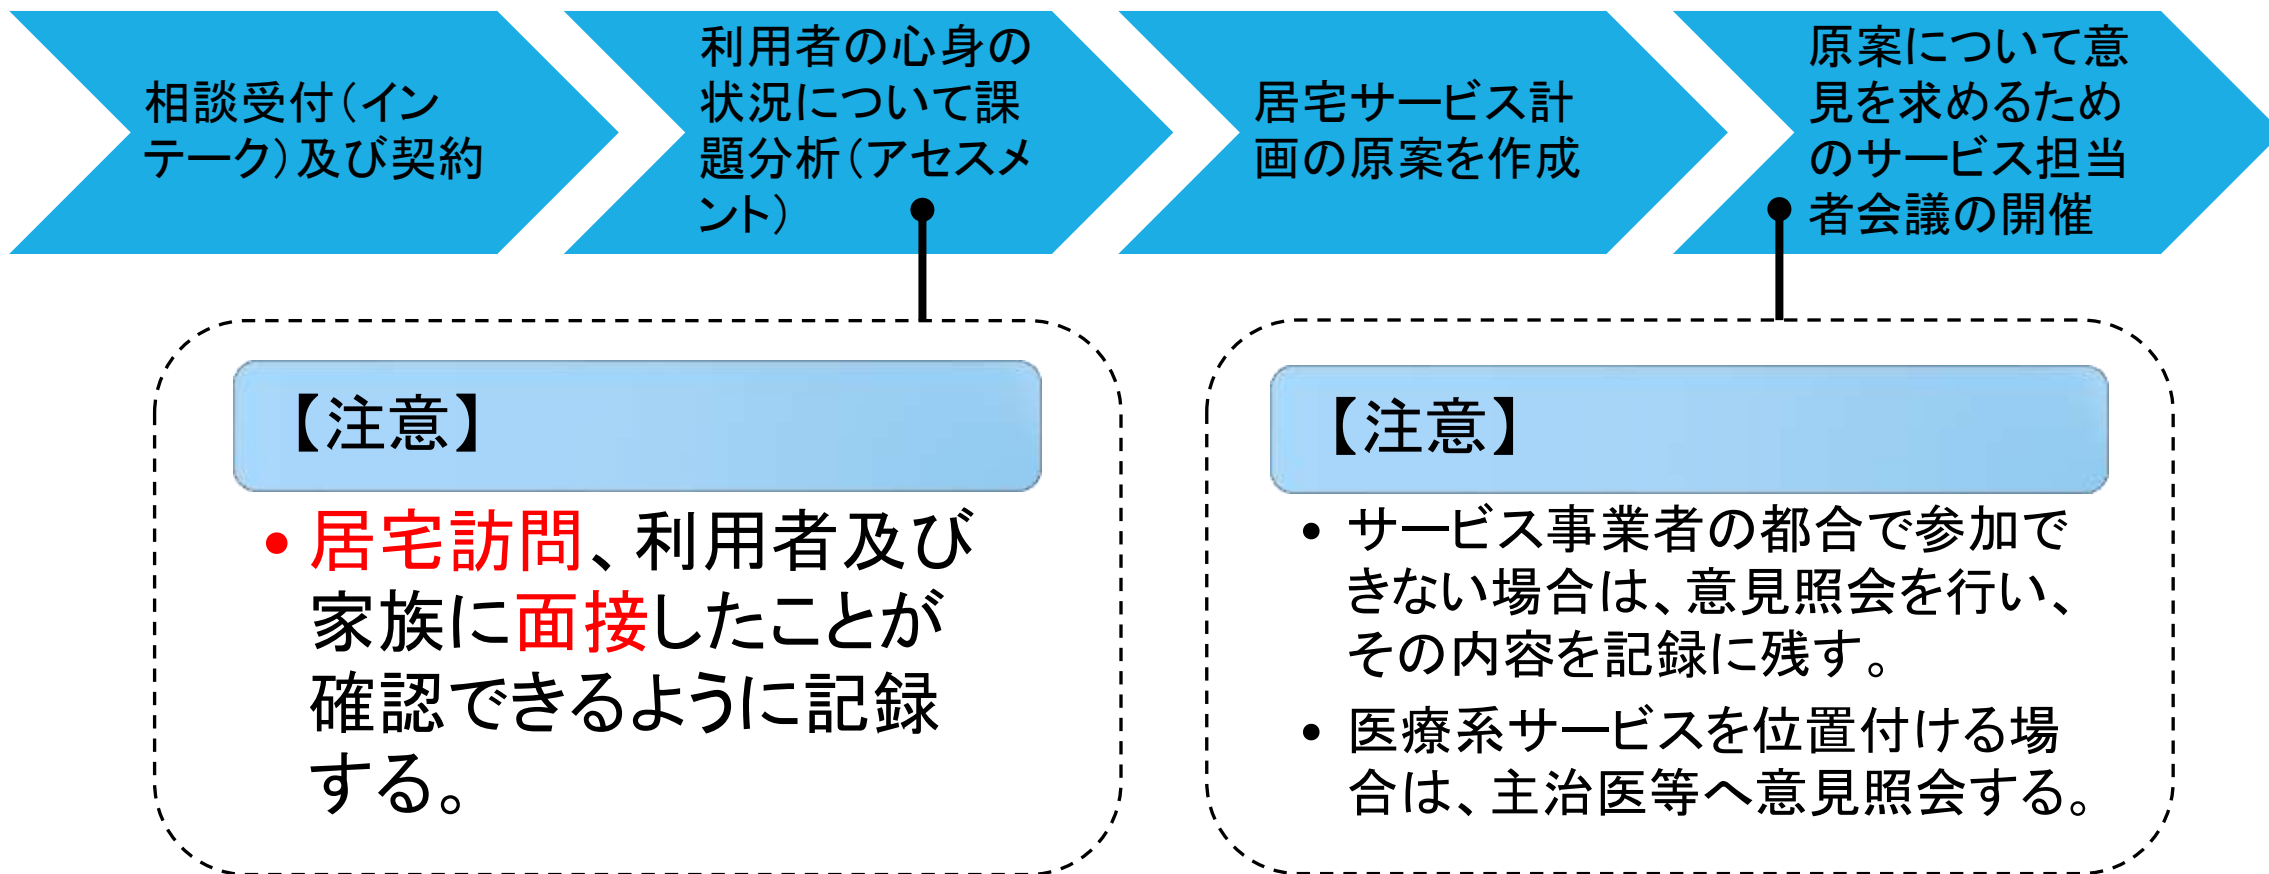 相談受付（イン
テーク）及び契約
利用者の心身の
状況について課
題分析（アセスメ
ント）
居宅サービス計
画の原案を作成
原案について意
見を求めるため
のサービス担当
者会議の開催
【注意】
• 居宅訪問、利用者及び
家族に面接したことが
確認できるように記録
する。
【注意】
• サービス事業者の都合で参加で
きない場合は、意見照会を行い、
その内容を記録に残す。
• 医療系サービスを位置付ける場
合は、主治医等へ意見照会する。